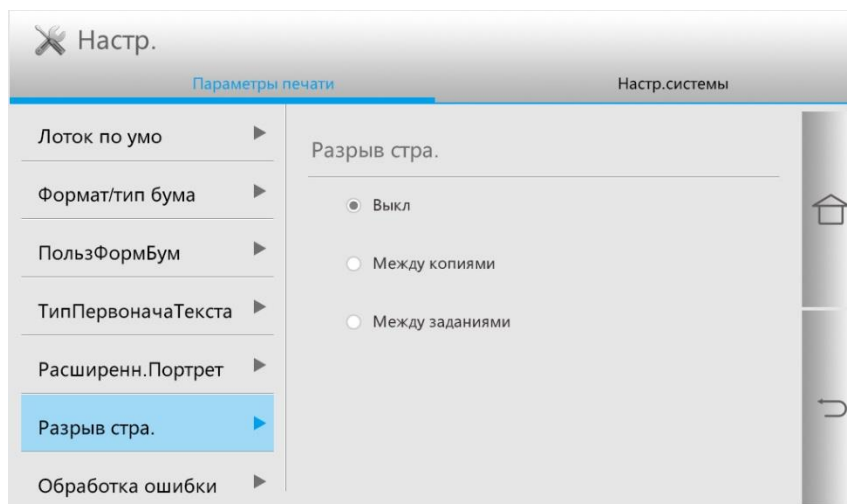 Настр.
Параметры печати
Настр.системы
Лоток по умо
Формат/тип бума
ПользФормБум
ТипПервоначаТекста
Расширенн.Портрет
Разрыв стра.
Обработка ошибки
Разрыв стра.
Выкл
Между копиями
Между заданиями